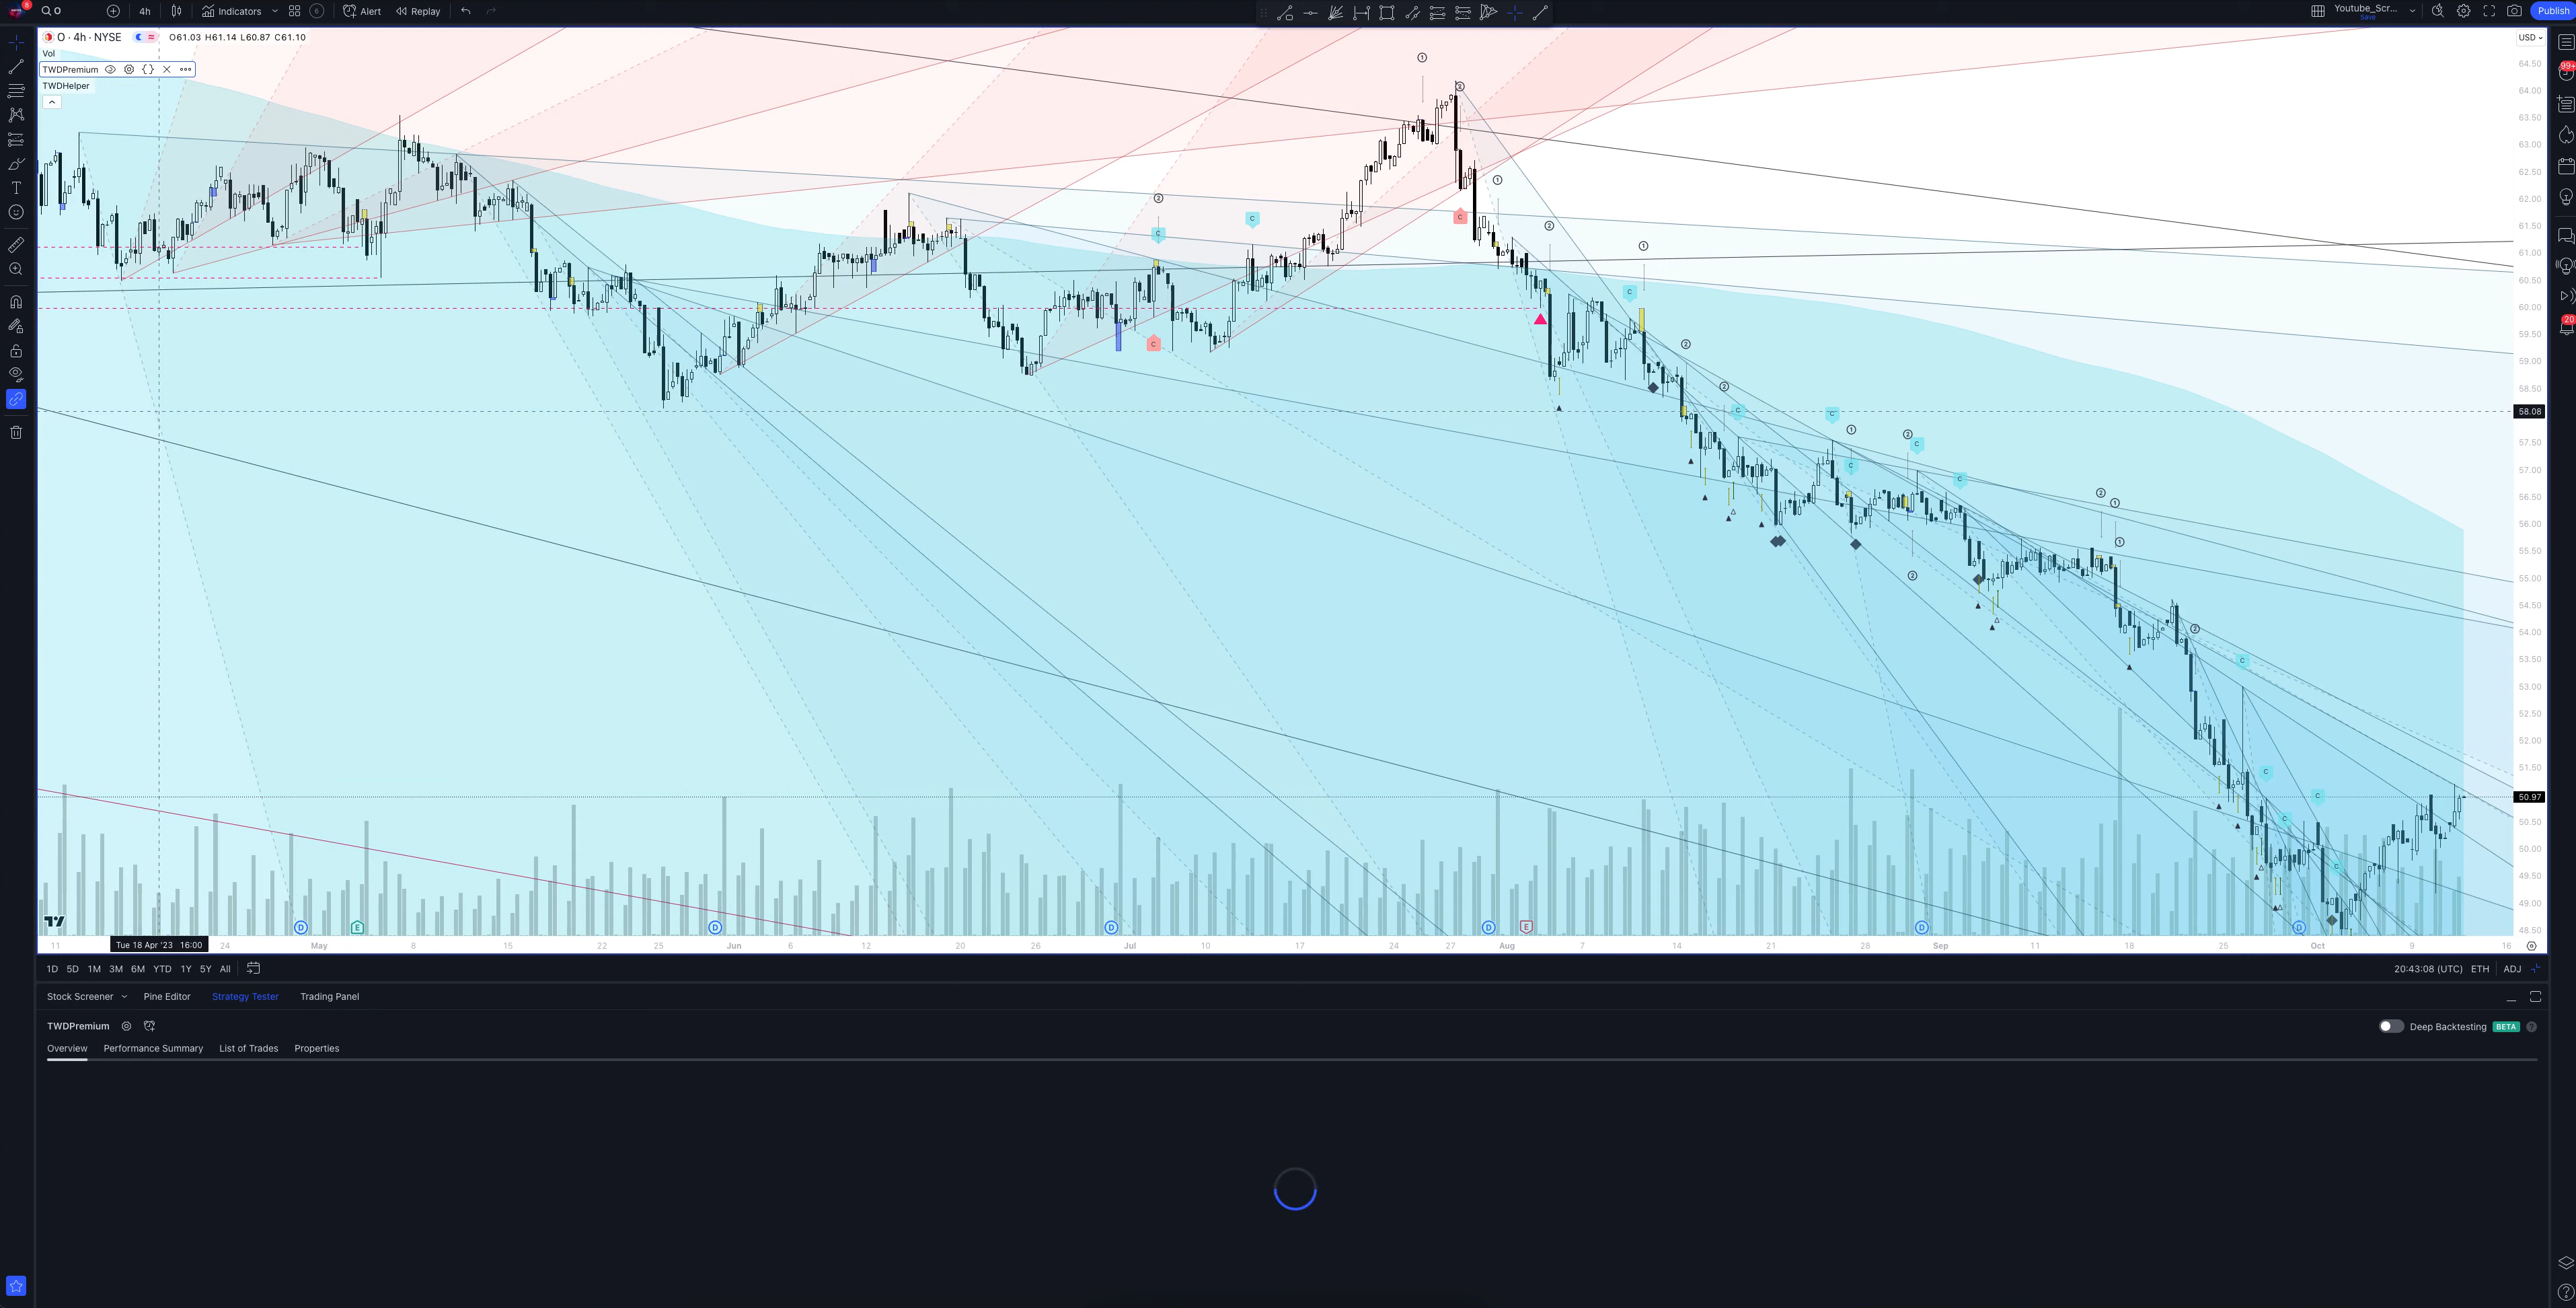 6
O
4h
Indicators
6
Alert
Replay
Youtube_Scr...
Save
Publish
O · 4h · NYSE O61.03 H61.14 L60.87 C61.10
USD
Vol
TWDPremium
TWDHelper
99+
20
64.50
64.00
63.50
63.00
62.50
62.00
61.50
61.00
60.50
60.00
59.50
59.00
58.50
58.08
57.50
57.00
56.50
56.00
55.50
55.00
54.50
54.00
53.50
53.00
52.50
52.00
51.50
50.97
50.50
50.00
49.50
49.00
48.50
11 Tue 18 Apr '23 16:00 24 May 8 15 22 25 Jun 6 12 20 26 Jul 10 17 24 27 Aug 7 14 21 28 Sep 11 18 25 Oct 9 16
1D 5D 1M 3M 6M YTD 1Y 5Y All
20:43:08 (UTC) ETH ADJ
Stock Screener Pine Editor Strategy Tester Trading Panel
TWDPremium
Deep Backtesting BETA
Overview Performance Summary List of Trades Properties